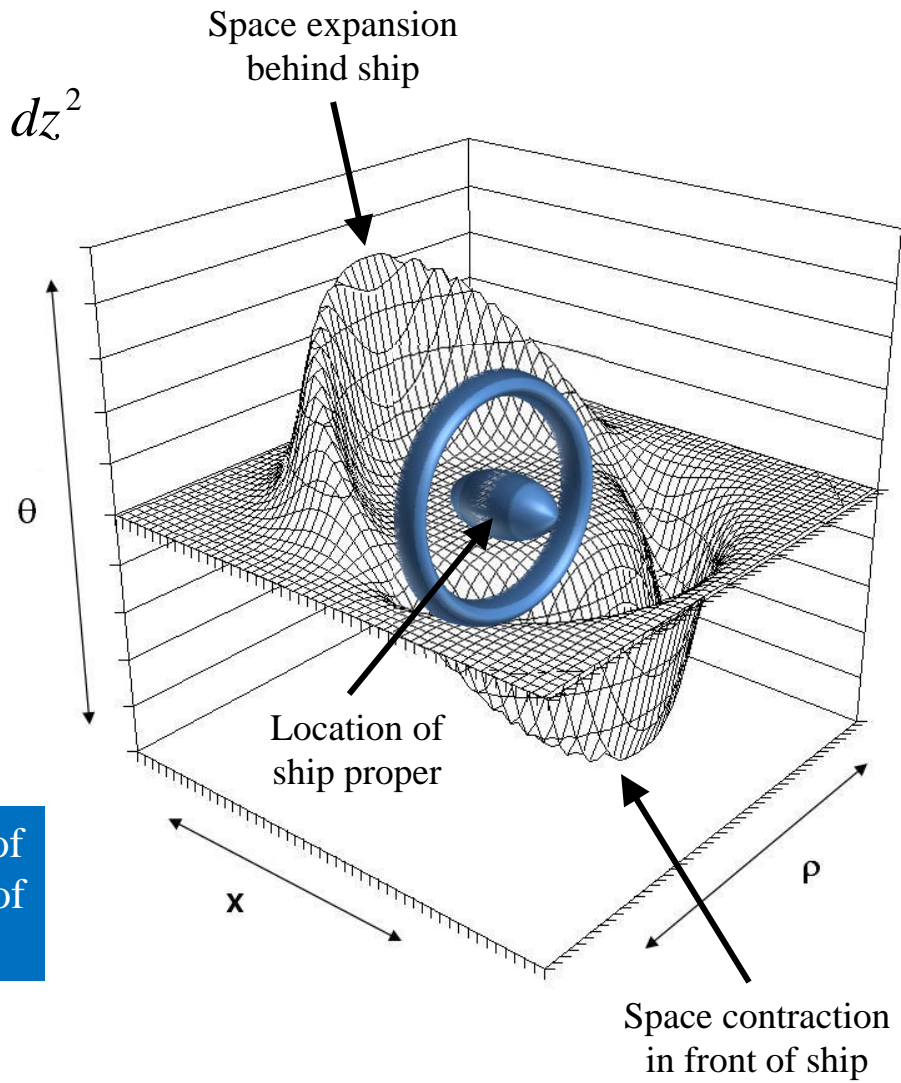 Space expansion
behind ship
dz²
θ
Location of
ship proper
of
of
x
ρ
Space contraction
in front of ship